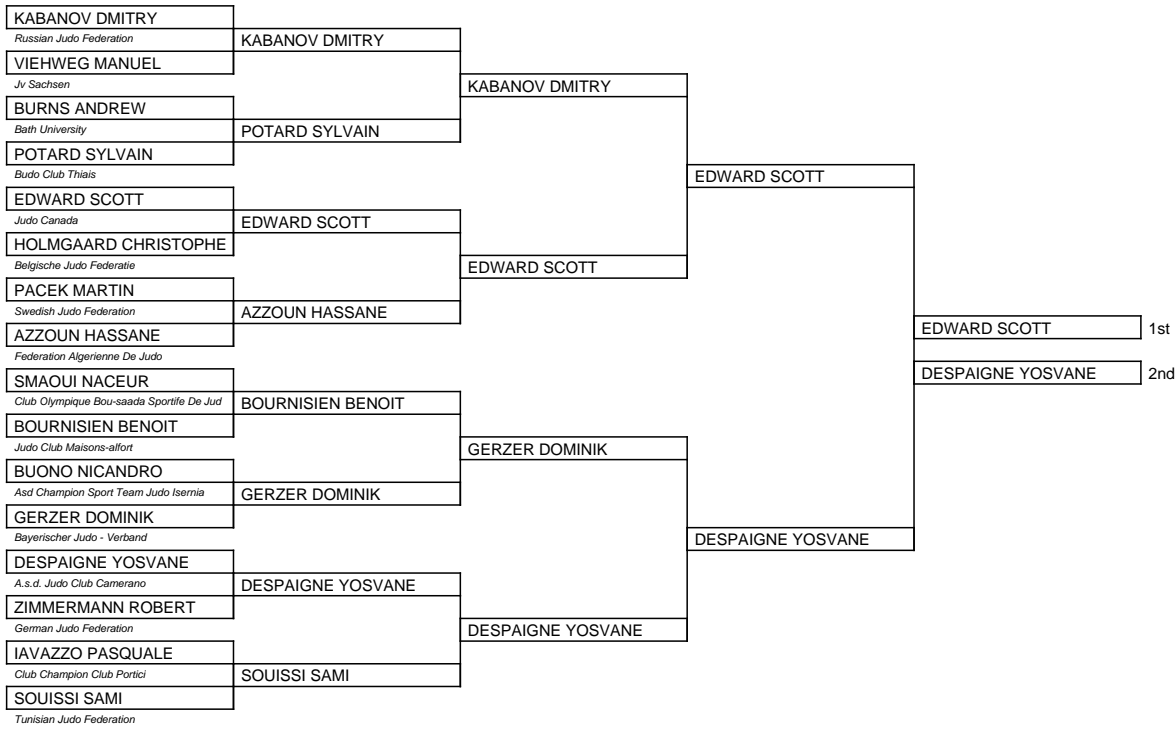 KABANOV DMITRY
Russian Judo Federation
VIEHWEG MANUEL
Jv Sachsen
BURNS ANDREW
Bath University
POTARD SYLVAIN
Budo Club Thiais
EDWARD SCOTT
Judo Canada
HOLMGAARD CHRISTOPHE
Belgische Judo Federatie
PACEK MARTIN
Swedish Judo Federation
AZZOUN HASSANE
Federation Algerienne De Judo
SMAOUI NACEUR
Club Olympique Bou-saada Sportife De Jud
BOURNISIEN BENOIT
Judo Club Maisons-alfort
BUONO NICANDRO
Asd Champion Sport Team Judo Isernia
GERZER DOMINIK
Bayerischer Judo - Verband
DESPAIGNE YOSVANE
A.s.d. Judo Club Camerano
ZIMMERMANN ROBERT
German Judo Federation
IAVAZZO PASQUALE
Club Champion Club Portici
SOUISSI SAMI
Tunisian Judo Federation
KABANOV DMITRY
POTARD SYLVAIN
EDWARD SCOTT
AZZOUN HASSANE
BOURNISIEN BENOIT
GERZER DOMINIK
DESPAIGNE YOSVANE
SOUISSI SAMI
KABANOV DMITRY
EDWARD SCOTT
GERZER DOMINIK
DESPAIGNE YOSVANE
EDWARD SCOTT
DESPAIGNE YOSVANE
EDWARD SCOTT 1st
DESPAIGNE YOSVANE 2nd